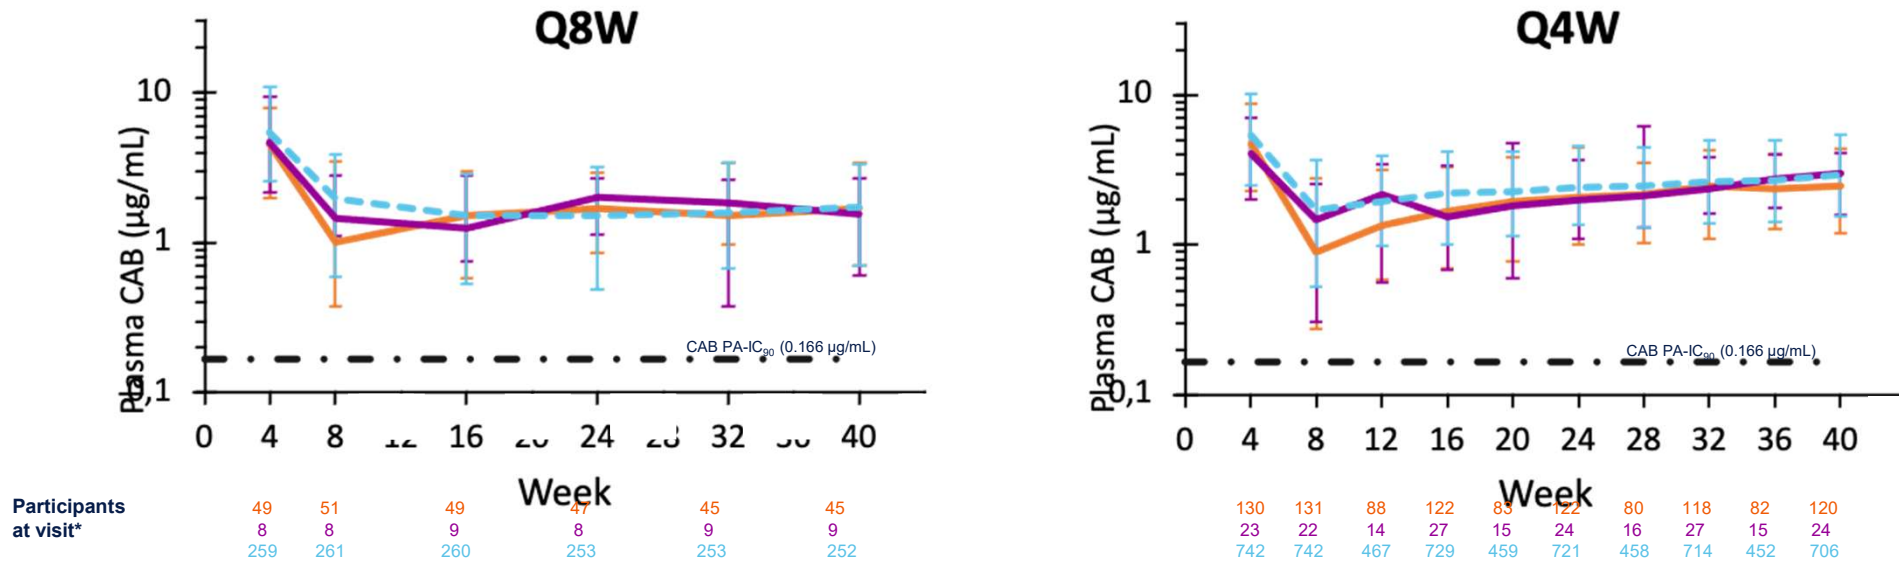 Q8W
Plasma CAB (µg/mL)
10
1
0,1
CAB PA-IC90 (0.166 µg/mL)
0 4 8 16 24 32 40
Week
Participants
at visit*
49 51 49 47 45 45
8 8 9 8 9 9
259 261 260 253 253 252
Q4W
Plasma CAB (µg/mL)
10
1
0,1
CAB PA-IC90 (0.166 µg/mL)
0 4 8 12 16 20 24 28 32 36 40
Week
130 131 88 122 83 122 80 118 82 120
23 22 14 27 15 24 16 27 15 24
742 742 467 729 459 721 458 714 452 706